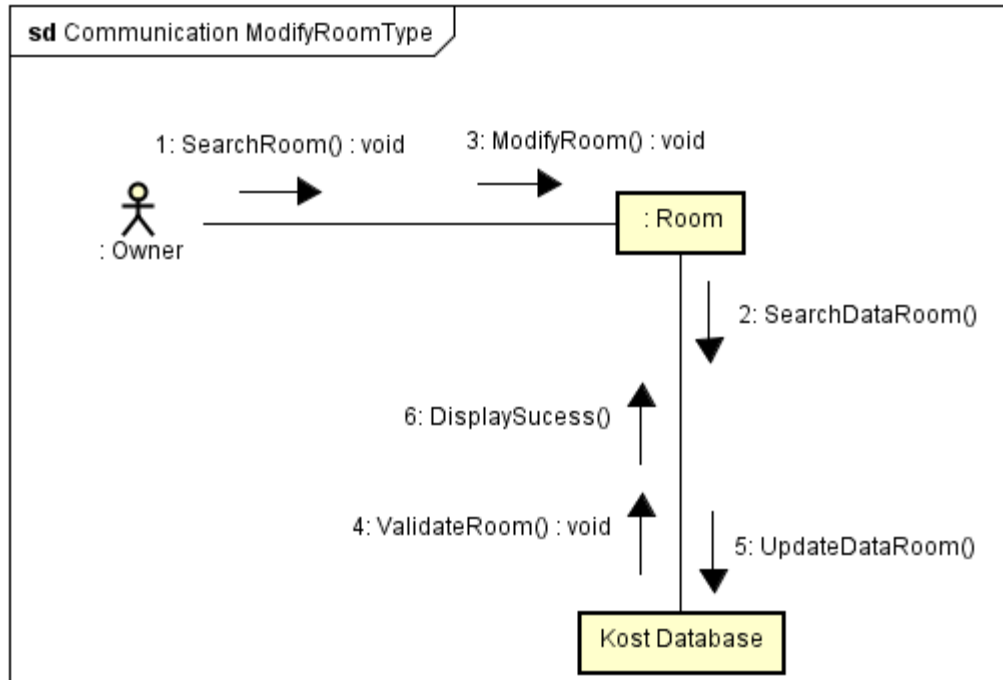 sd Communication ModifyRoomType
1: SearchRoom() : void
3: ModifyRoom() : void
: Owner
: Room
2: SearchDataRoom()
6: DisplaySucess()
4: ValidateRoom() : void
5: UpdateDataRoom()
Kost Database